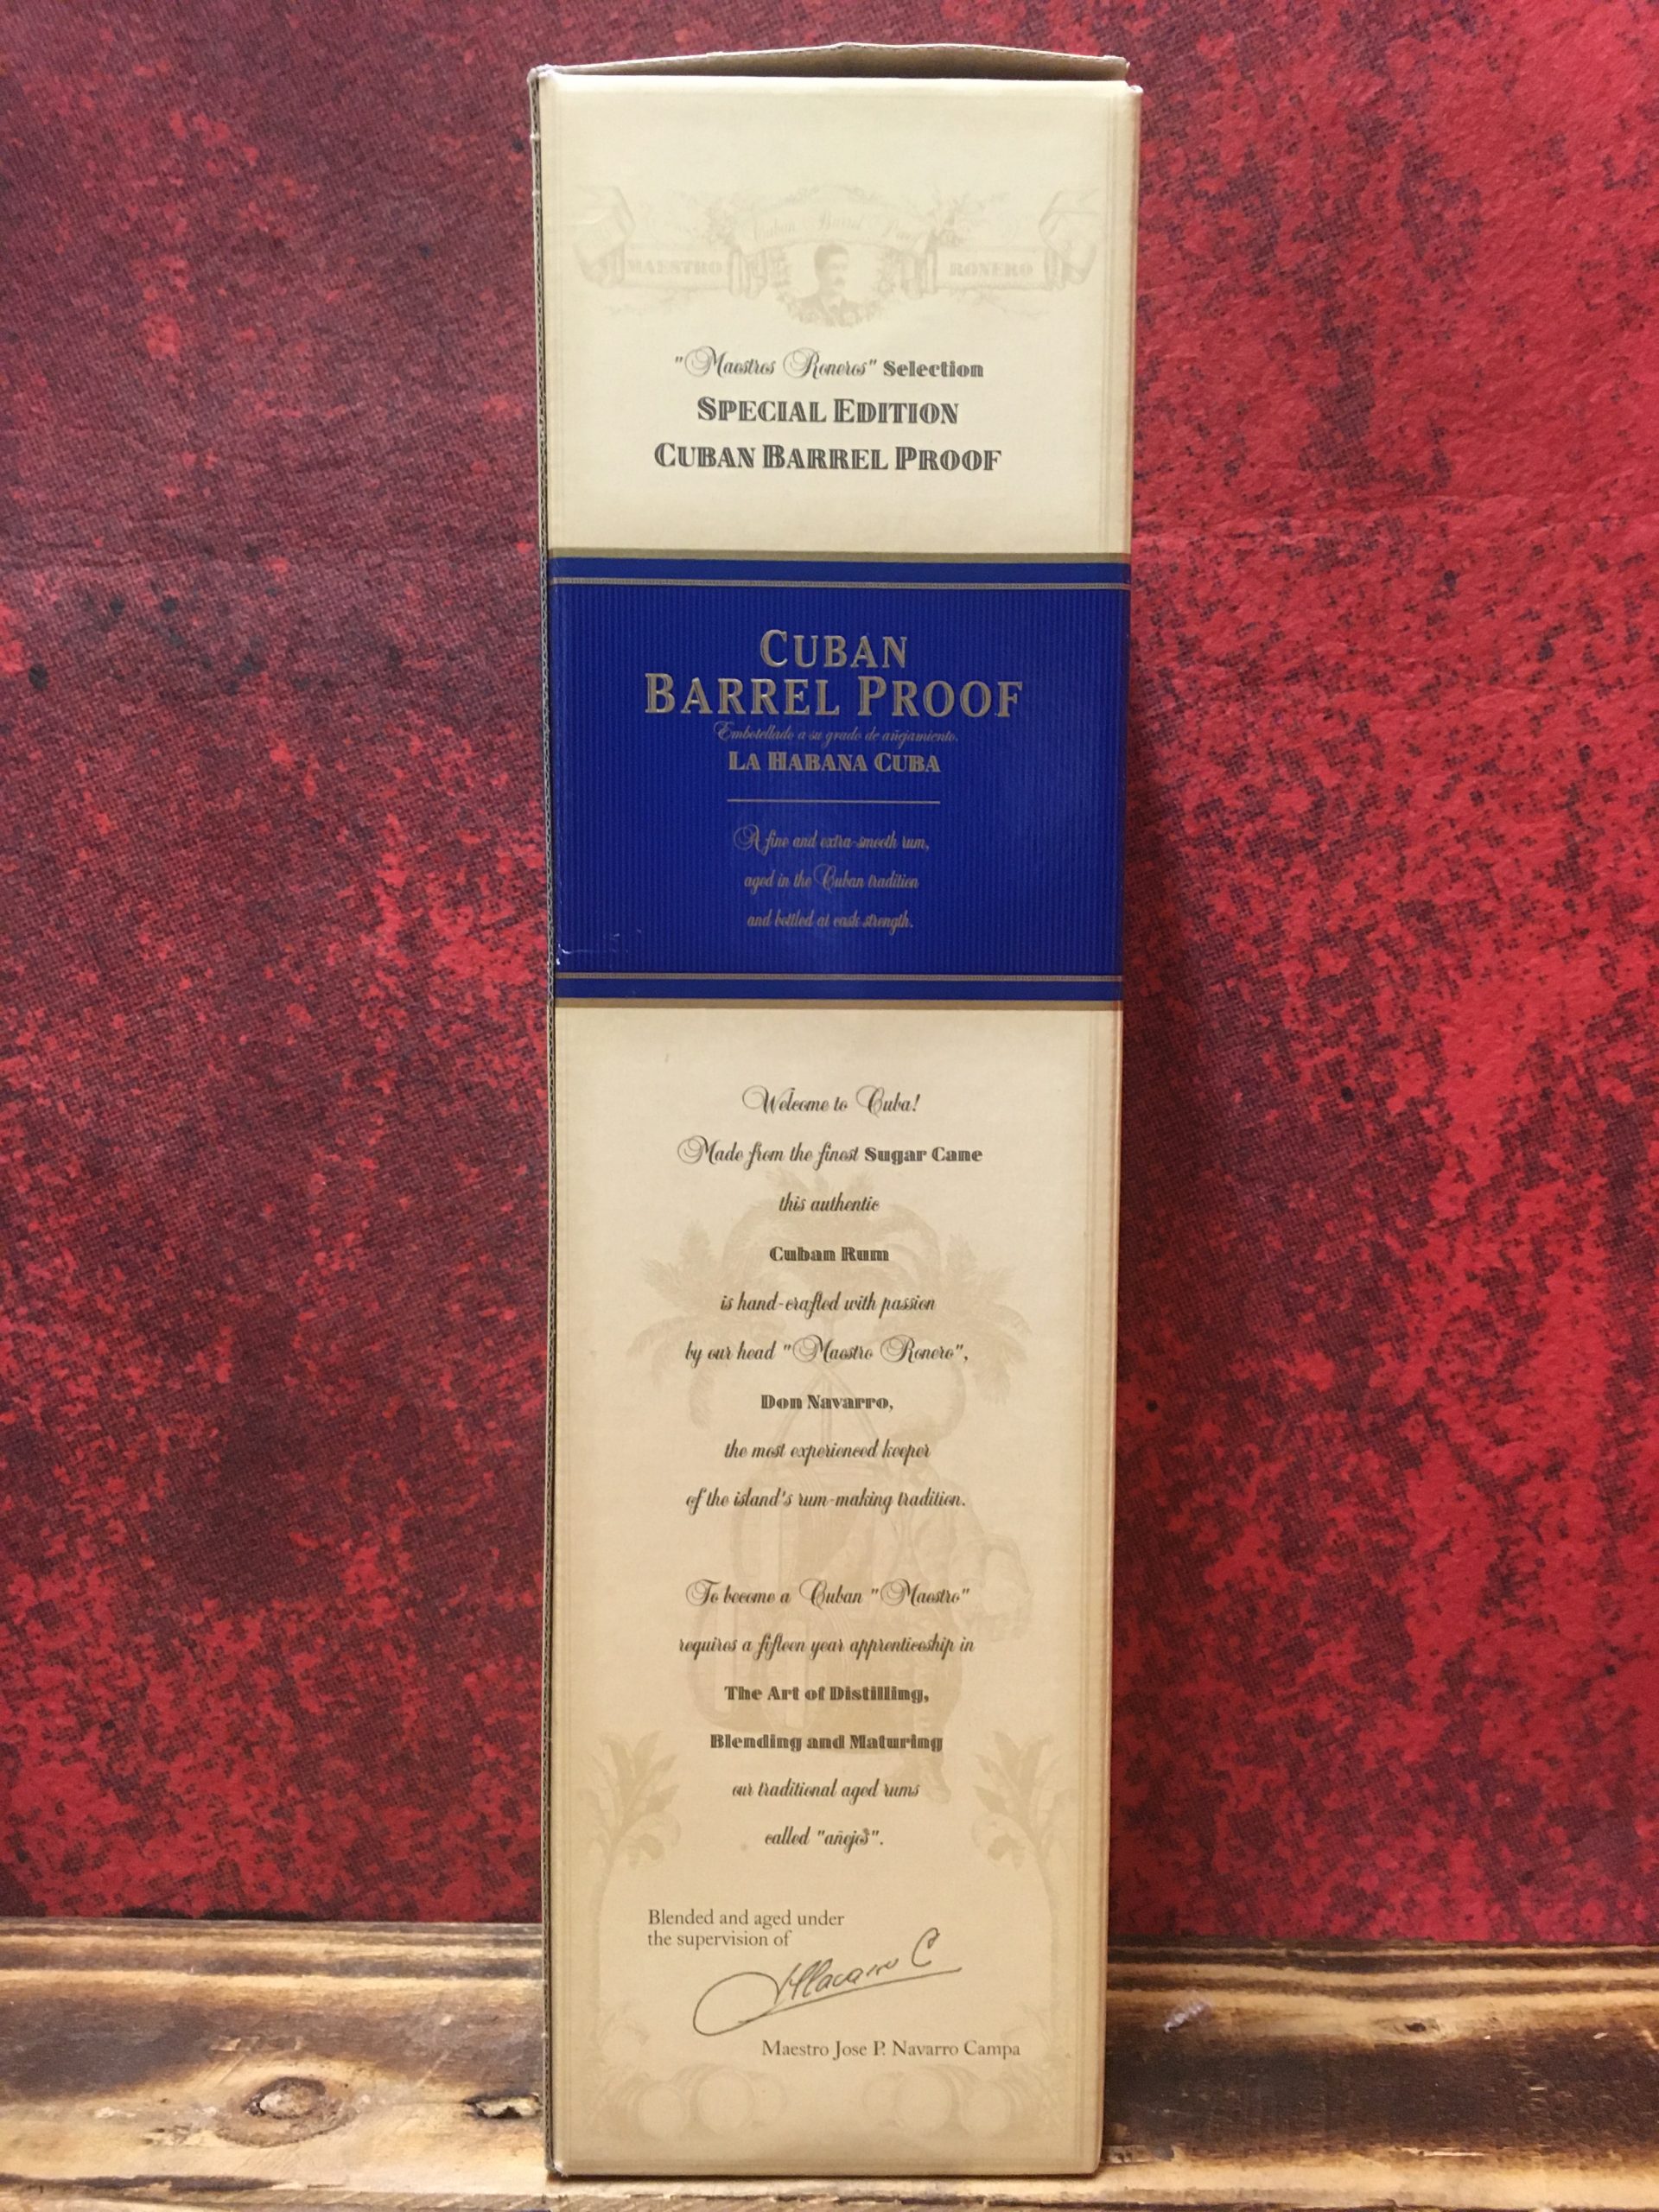 Cuban Barrel Proof
MAESTRO RONERO
"Maestros Roneros" Selection
SPECIAL EDITION
CUBAN BARREL PROOF
CUBAN
BARREL PROOF
Embotellado a su grado de añejamiento.
LA HABANA CUBA
A fine and extra-smooth rum,
aged in the Cuban tradition
and bottled at cask strength.
Welcome to Cuba!
Made from the finest Sugar Cane
this authentic
Cuban Rum
is hand-crafted with passion
by our head "Maestro Ronero",
Don Navarro,
the most experienced keeper
of the island's rum-making tradition.
To become a Cuban "Maestro"
requires a fifteen year apprenticeship in
The Art of Distilling,
Blending and Maturing
our traditional aged rums
called "añejos".
Blended and aged under
the supervision of
Maestro Jose P. Navarro Campa